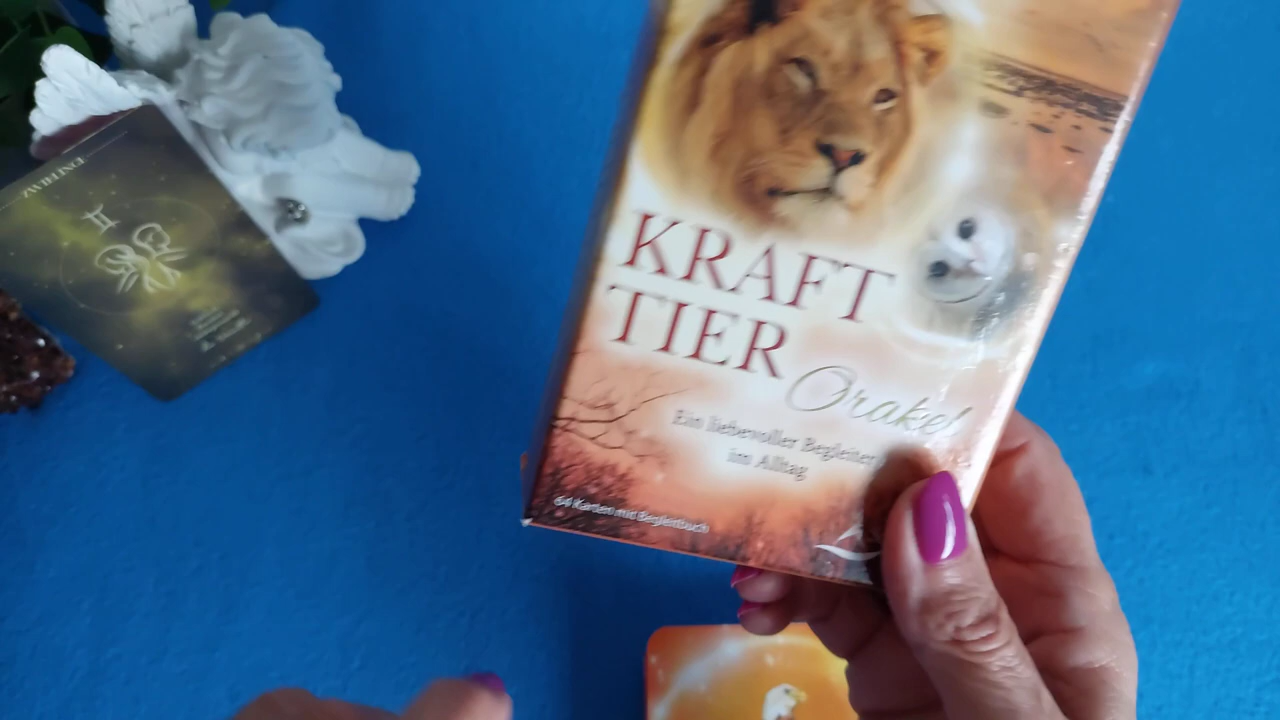 KRAFT
TIER
Orakel
Ein liebevoller Begleiter
im Alltag
64 Karten mit Begleitbuch
ZWILLINGE